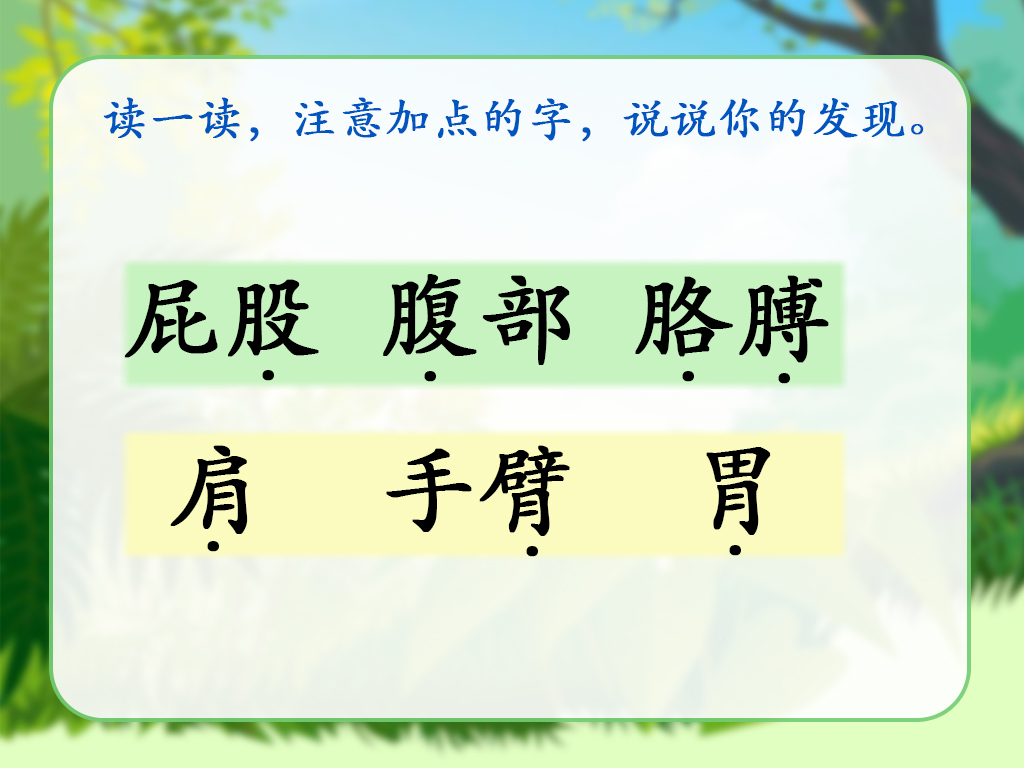 读一读，注意加点的字，说说你的发现。
屁股 腹部 胳膊
肩 手臂 胃